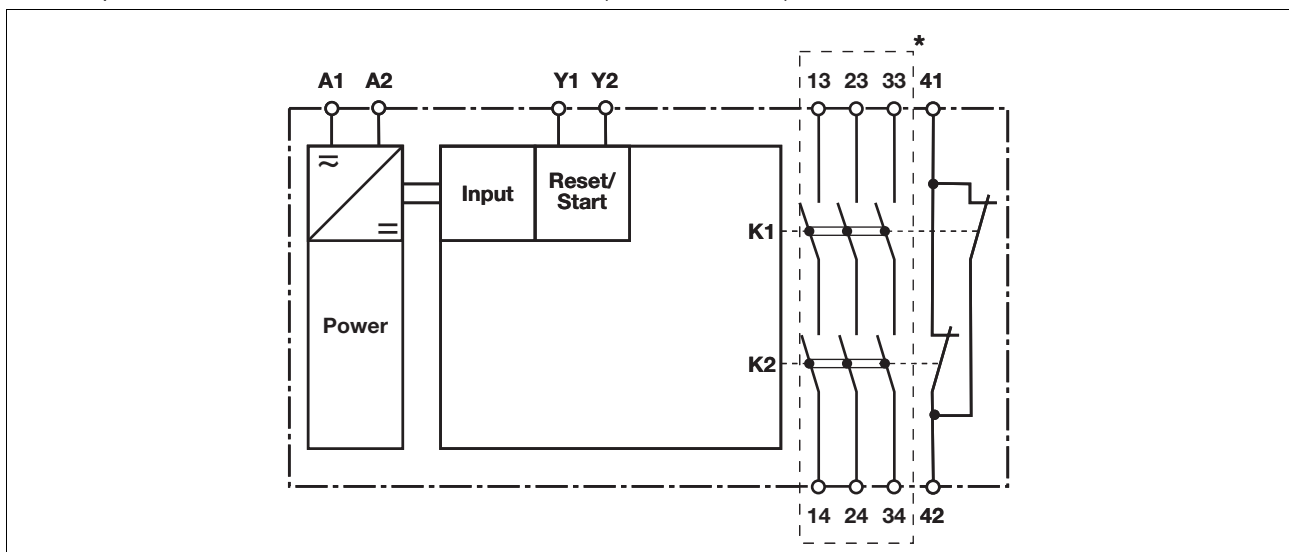 *
A1 A2 Y1 Y2 13 23 33 41
Input
Reset/
Start
K1
Power
K2
14 24 34 42